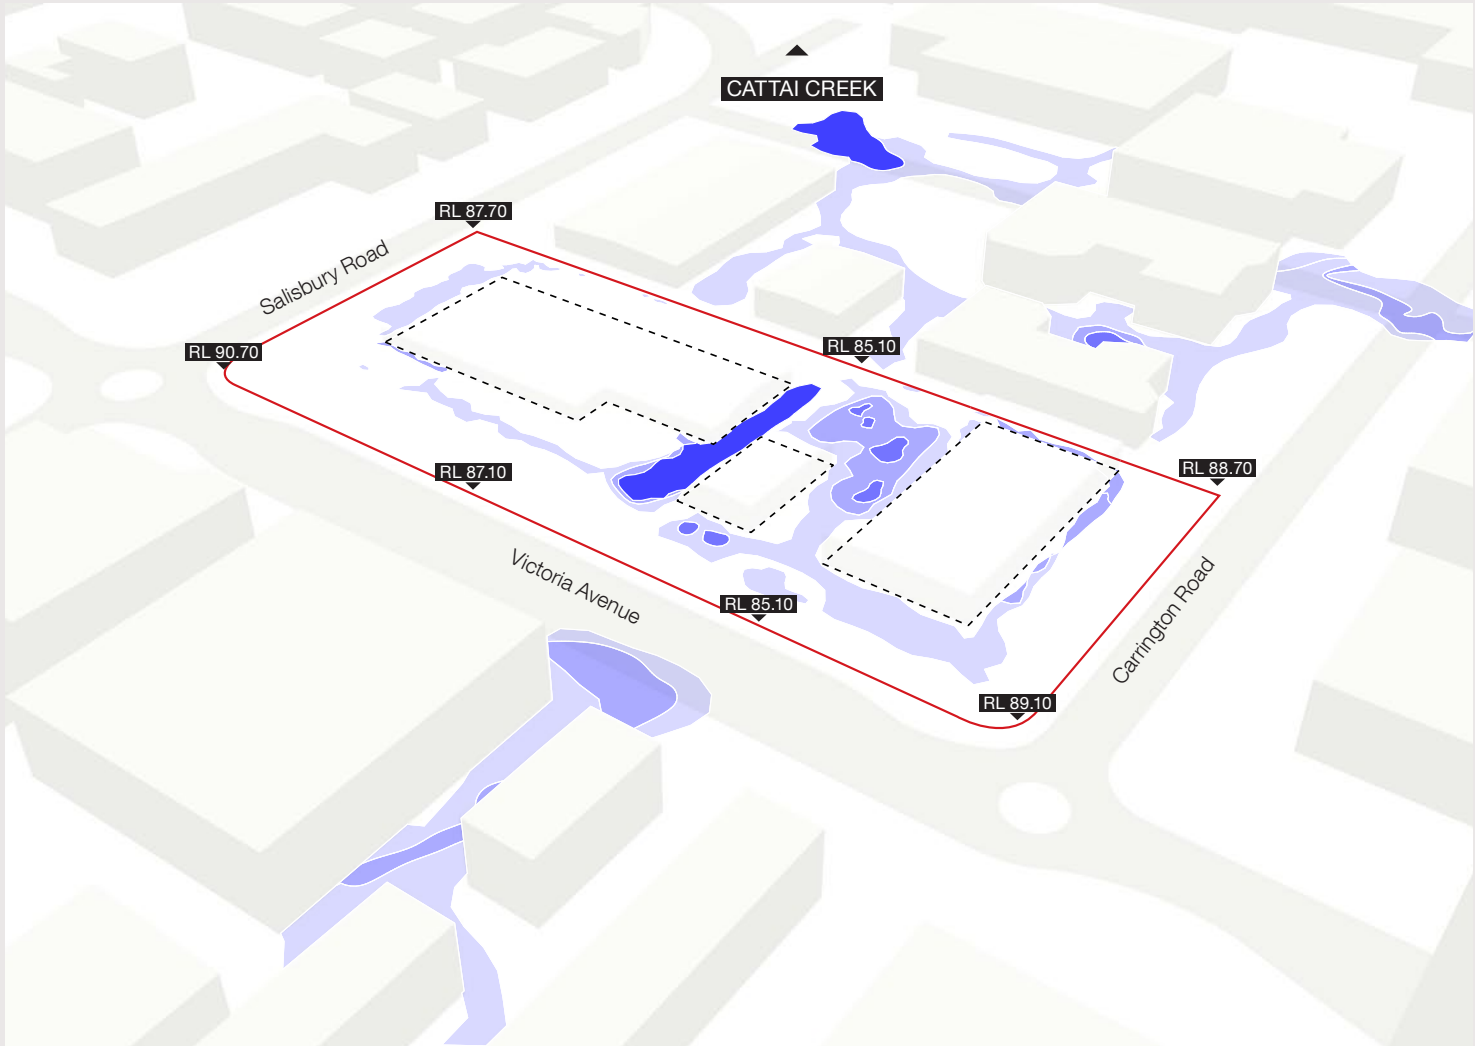 CATTAI CREEK
RL 87.70
Salisbury Road
RL 90.70
RL 85.10
RL 87.10
RL 88.70
Victoria Avenue
RL 85.10
Carrington Road
RL 89.10